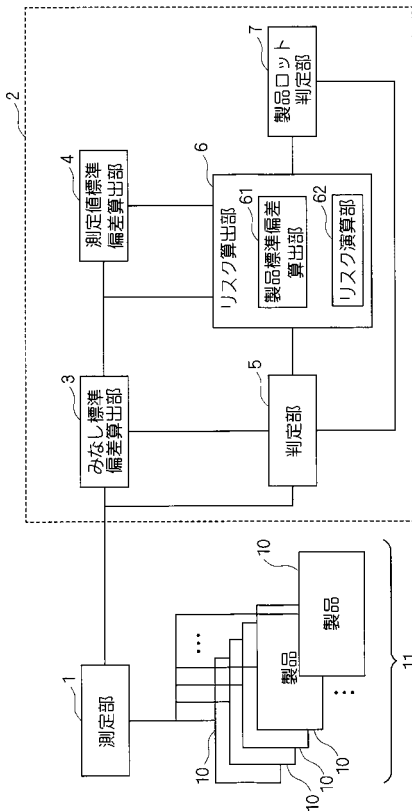 1
測定部
10
10
10
10
10
製品
製品
…
…
11
2
3
みなし標準
偏差算出部
4
測定値標準
偏差算出部
5
判定部
6
リスク算出部
61
製品標準偏差
算出部
62
リスク演算部
7
製品ロット
判定部